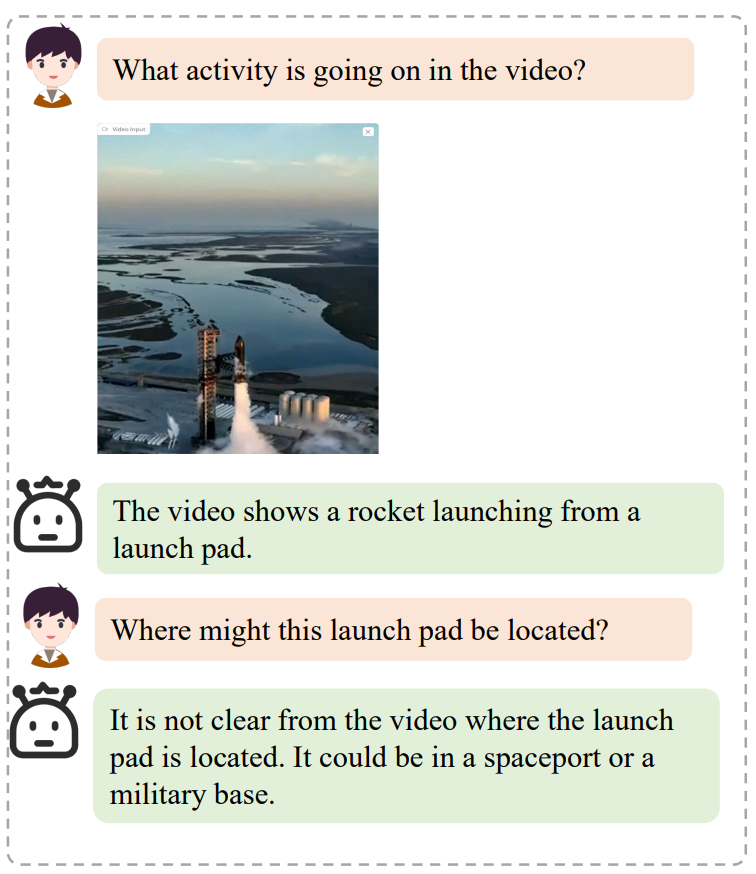 What activity is going on in the video?
Video Input
The video shows a rocket launching from a
launch pad.
Where might this launch pad be located?
It is not clear from the video where the launch
pad is located. It could be in a spaceport or a
military base.